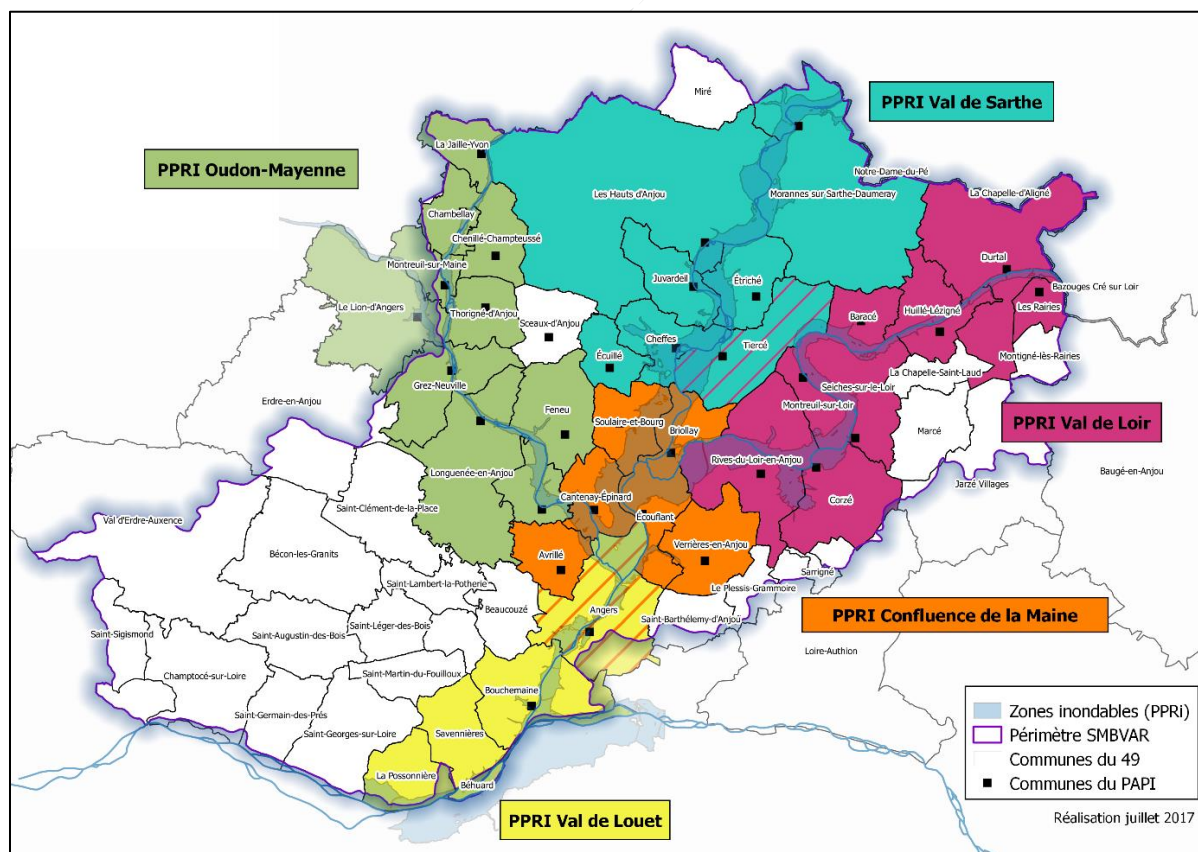 Miré
PPRI Val de Sarthe
La Jaille-Yvon
PPRI Oudon-Mayenne
Notre-Dame-du-Pé
Les Hauts d'Anjou
Morannes sur Sarthe-Daumeray
La Chapelle-d'Aligné
Chambellay
Chenillé-Champteussé
Durtal
Montreuil-sur-Maine
Juvardeil
Étriché
Bazouges Cré sur Loir
Le Lion-d'Angers
Thorigné-d'Anjou
Baracé
Huillé-Lézigné
Les Rairies
Sceaux-d'Anjou
Cheffes
Tiercé
Écuillé
Montigné-lès-Rairies
La Chapelle-Saint-Laud
Grez-Neuville
Seiches-sur-le-Loir
Erdre-en-Anjou
Feneu
Montreuil-sur-Loir
Soulaire-et-Bourg
PPRI Val de Loir
Briollay
Marcé
Longuenée-en-Anjou
Rives-du-Loir-en-Anjou
Baugé-en-Anjou
Jarzé Villages
Cantenay-Épinard
Corzé
Saint-Clément-de-la-Place
Écouflant
Val d'Erdre-Auxence
Bécon-les-Granits
Avrillé
Verrières-en-Anjou
Sarrigné
Saint-Lambert-la-Potherie
Le Plessis-Grammoire
Beaucouzé
Angers
PPRI Confluence de la Maine
Saint-Barthélemy-d'Anjou
Saint-Sigismond
Saint-Augustin-des-Bois
Saint-Léger-des-Bois
Loire-Authion
Champtocé-sur-Loire
Saint-Martin-du-Fouilloux
Bouchemaine
Saint-Germain-des-Prés
Saint-Georges-sur-Loire
Savennières
La Possonnière
Béhuard
PPRI Val de Louet
Zones inondables (PPRi)
Périmètre SMBVAR
Communes du 49
Communes du PAPI
Réalisation juillet 2017